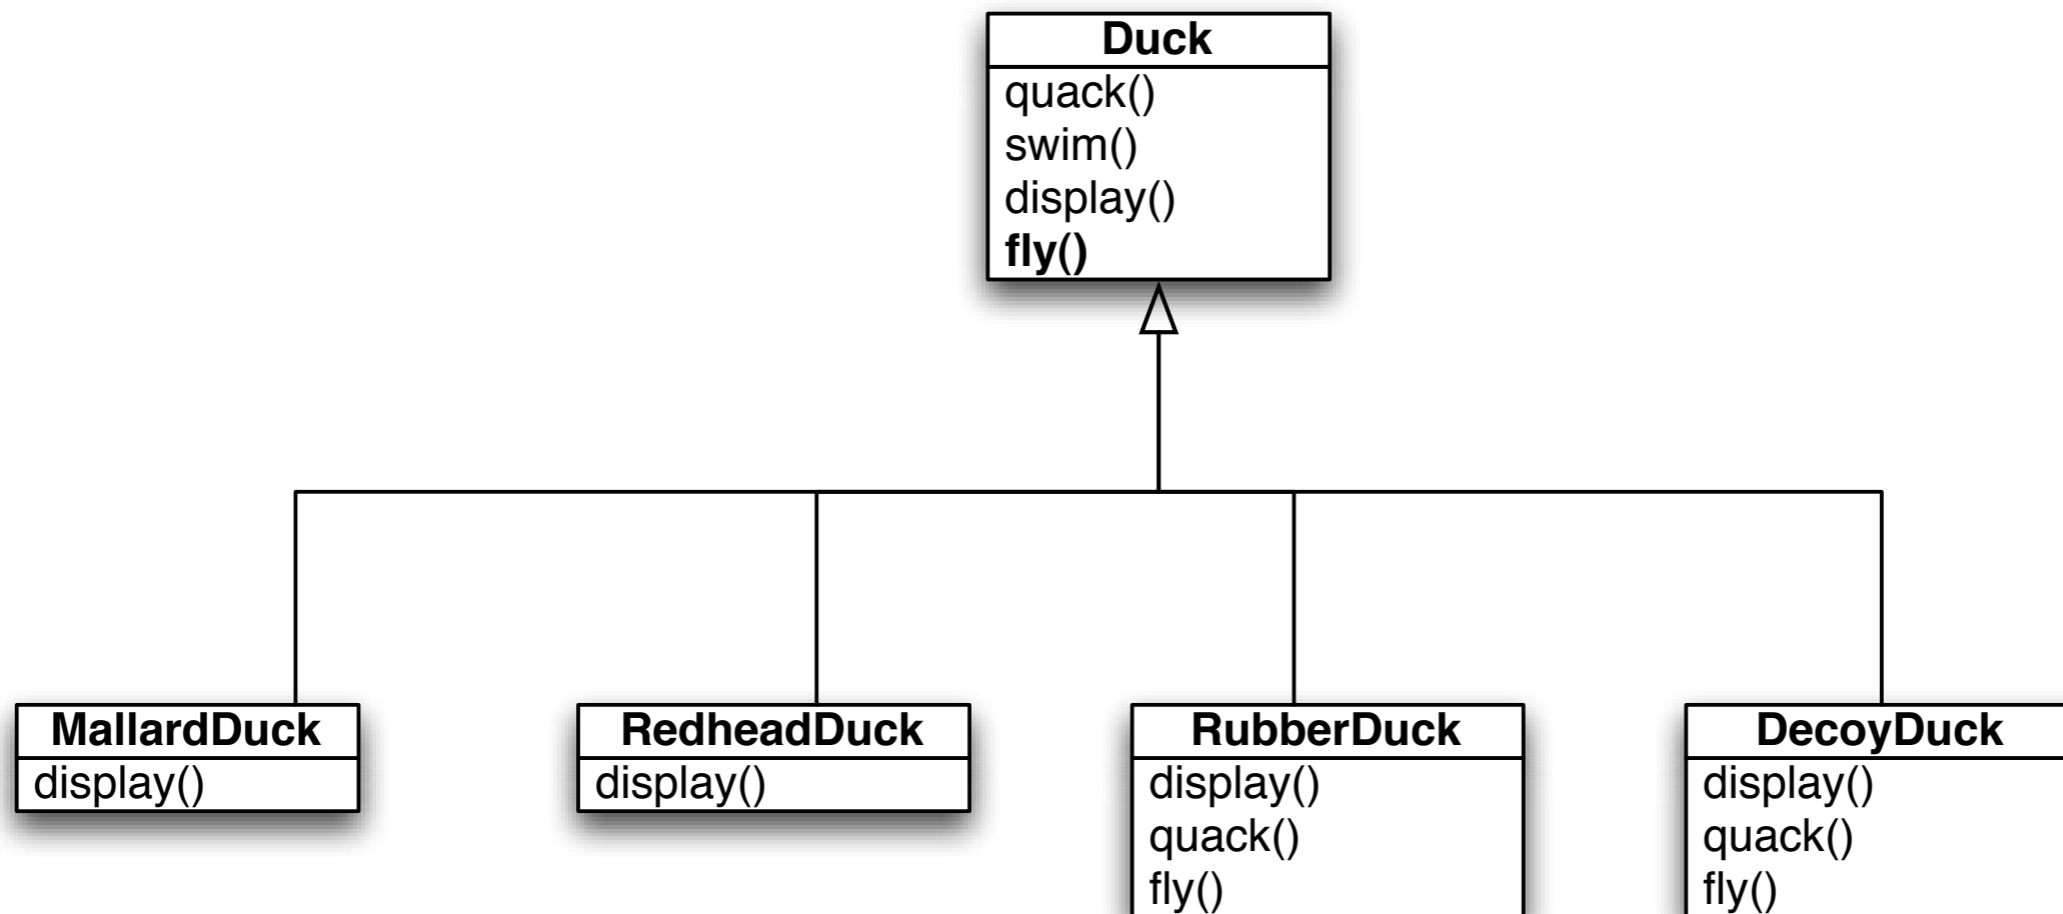 Duck
quack()
swim()
display()
fly()
MallardDuck
display()
RedheadDuck
display()
RubberDuck
display()
quack()
fly()
DecoyDuck
display()
quack()
fly()